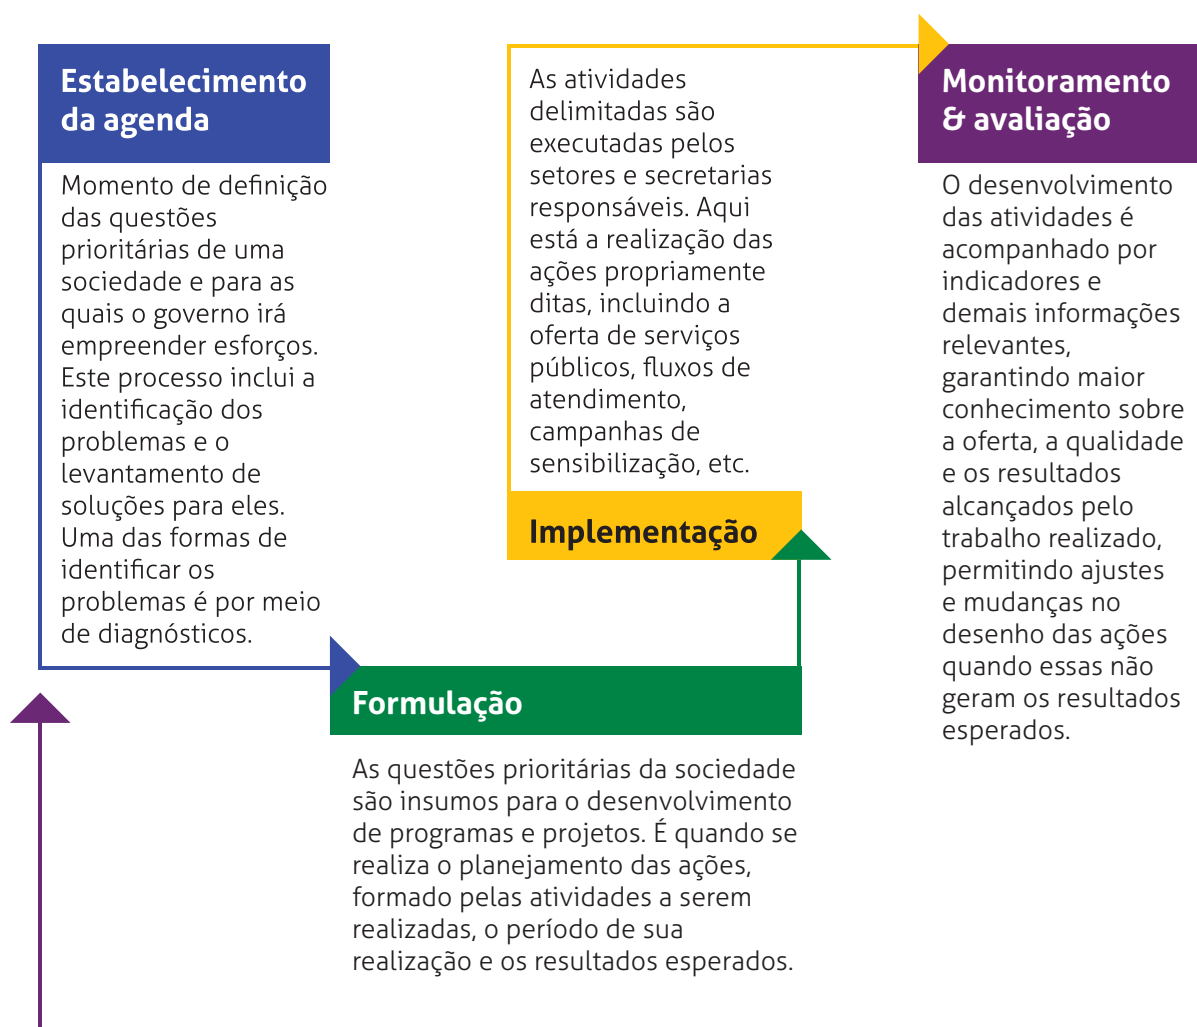 Estabelecimento
da agenda
Momento de definição
das questões
prioritárias de uma
sociedade e para as
quais o governo irá
empreender esforços.
Este processo inclui a
identificação dos
problemas e o
levantamento de
soluções para eles.
Uma das formas de
identificar os
problemas é por meio
de diagnósticos.
Formulação
As questões prioritárias da sociedade
são insumos para o desenvolvimento
de programas e projetos. É quando se
realiza o planejamento das ações,
formado pelas atividades a serem
realizadas, o período de sua
realização e os resultados esperados.
As atividades
delimitadas são
executadas pelos
setores e secretarias
responsáveis. Aqui
está a realização das
ações propriamente
ditas, incluindo a
oferta de serviços
públicos, fluxos de
atendimento,
campanhas de
sensibilização, etc.
Implementação
Monitoramento
& avaliação
O desenvolvimento
das atividades é
acompanhado por
indicadores e
demais informações
relevantes,
garantindo maior
conhecimento sobre
a oferta, a qualidade
e os resultados
alcançados pelo
trabalho realizado,
permitindo ajustes
e mudanças no
desenho das ações
quando essas não
geram os resultados
esperados.